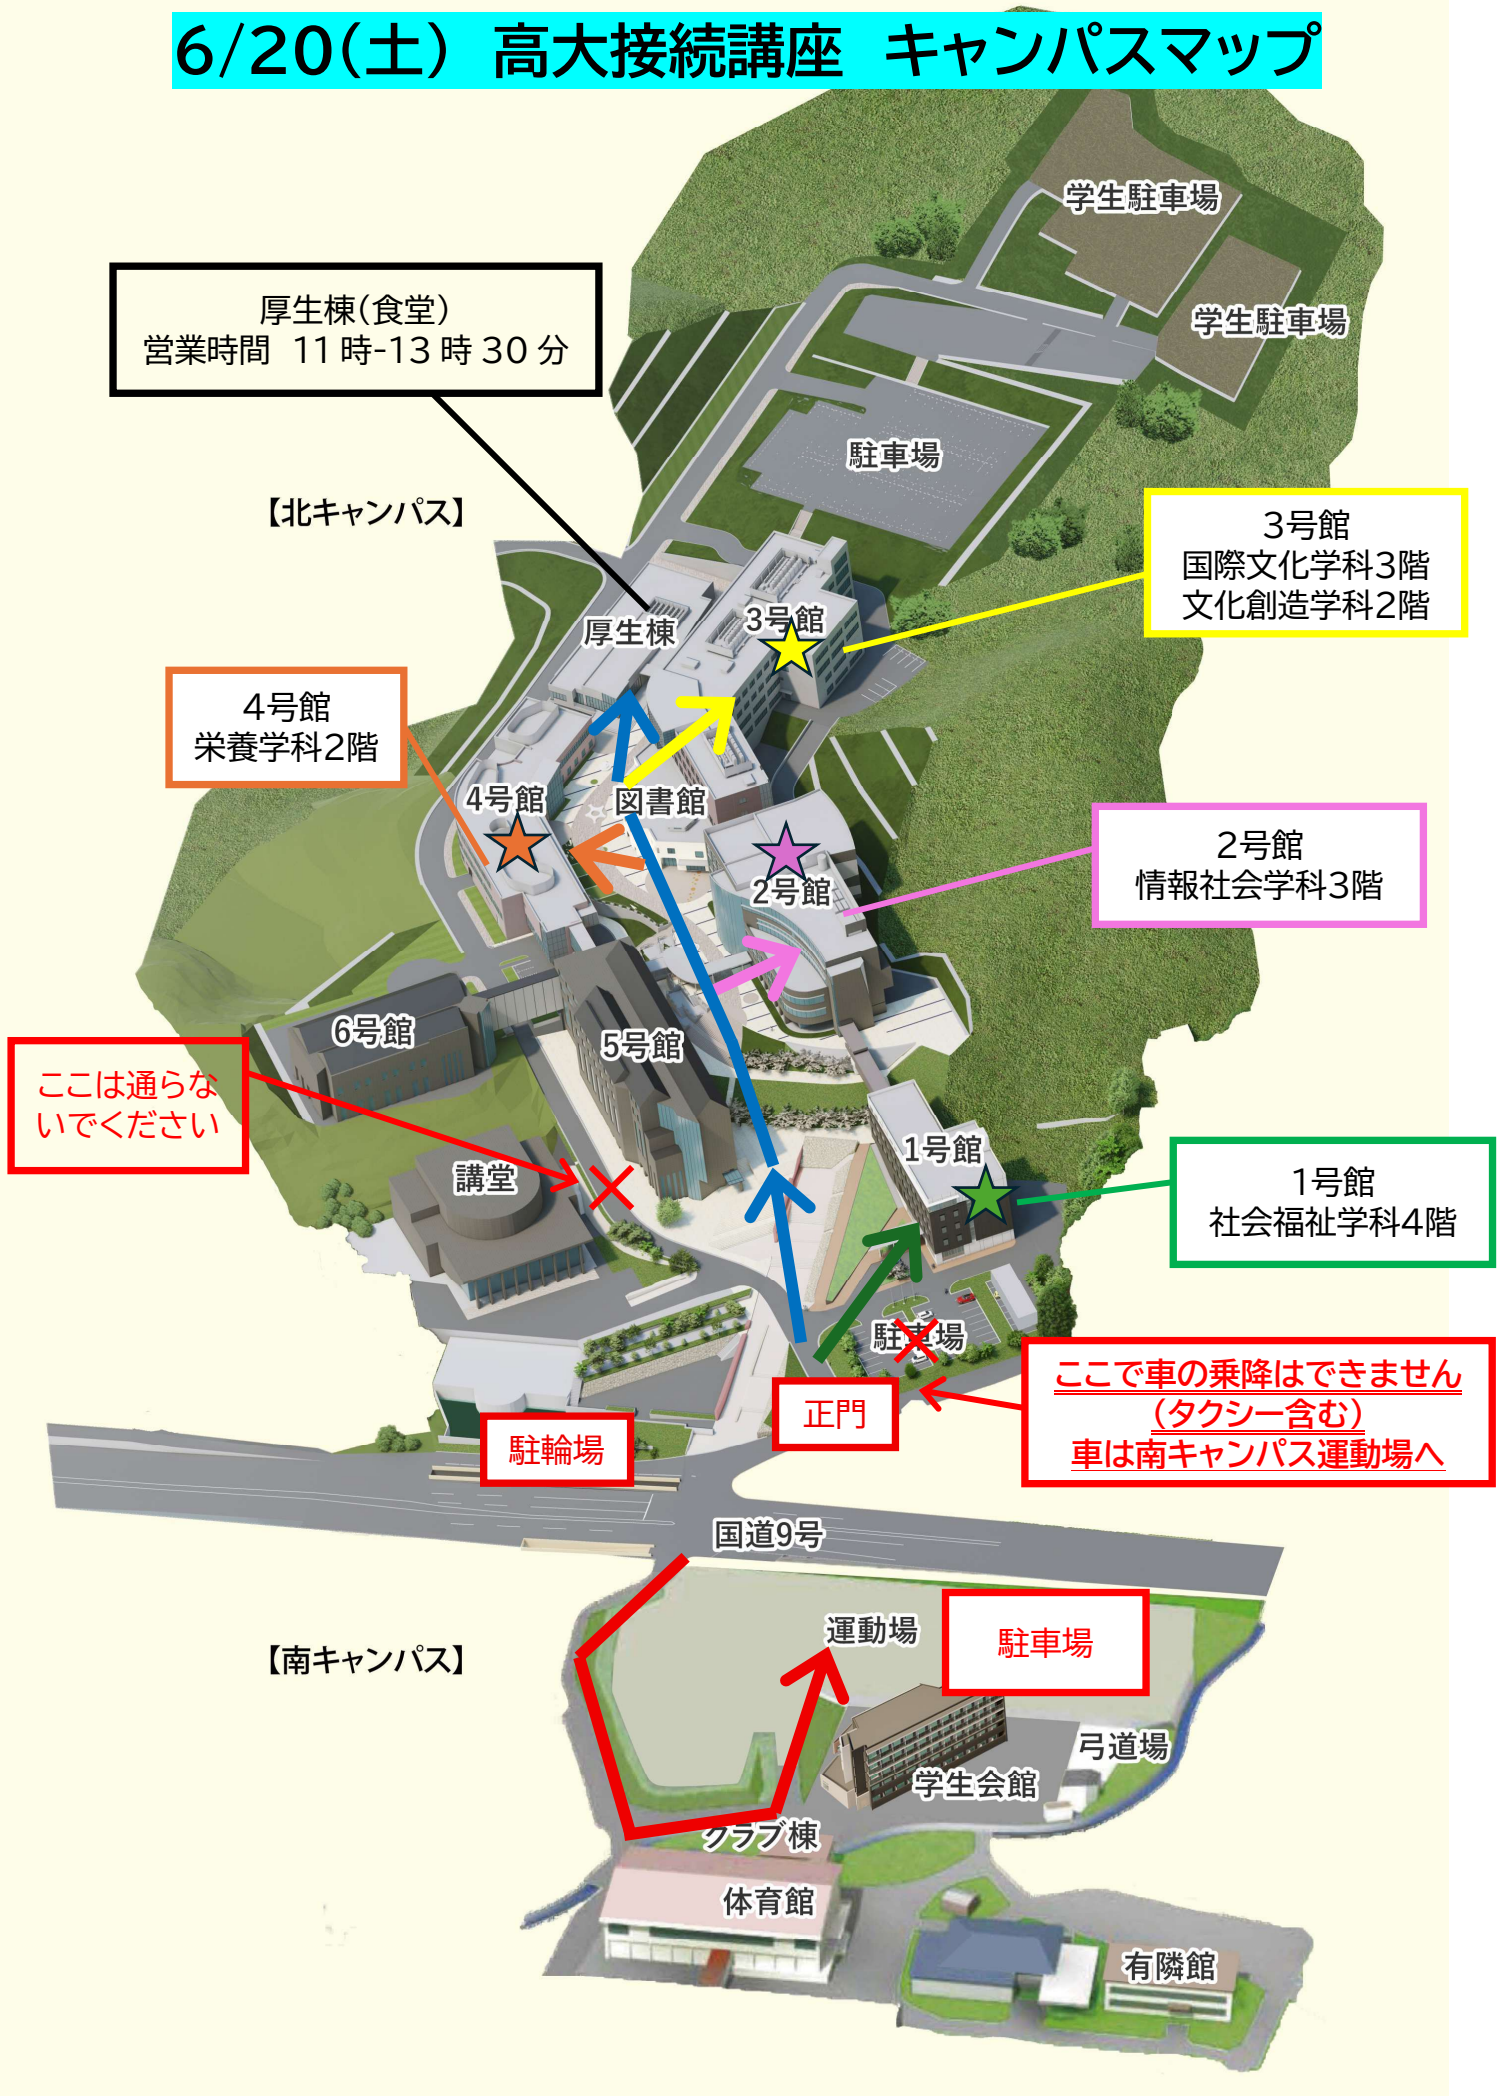 6/20(土) 高大接続講座 キャンパスマップ
学生駐車場
学生駐車場
厚生棟(食堂)
営業時間 11時-13時30分
駐車場
【北キャンパス】
3号館
国際文化学科3階
文化創造学科2階
厚生棟
3号館
4号館
栄養学科2階
4号館
図書館
2号館
情報社会学科3階
2号館
6号館
5号館
ここは通らな
いでください
講堂
1号館
1号館
社会福祉学科4階
駐車場
ここで車の乗降はできません
(タクシー含む)
車は南キャンパス運動場へ
正門
駐輪場
国道9号
運動場
駐車場
【南キャンパス】
弓道場
学生会館
クラブ棟
体育館
有隣館